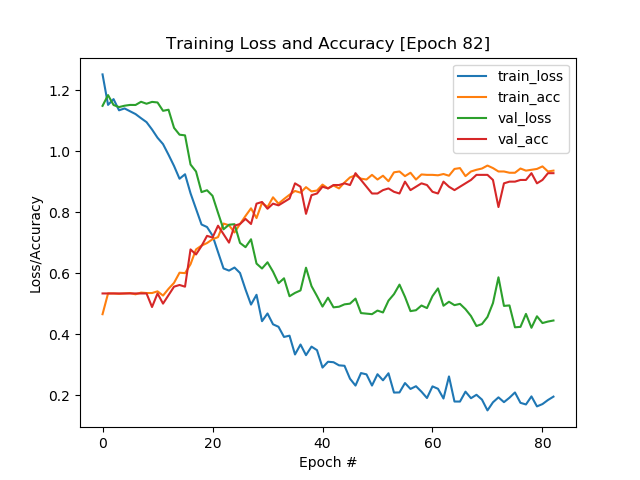 Training Loss and Accuracy [Epoch 82]
train_loss
train_acc
val_loss
val_acc
Loss/Accuracy
1.2
1.0
0.8
0.6
0.4
0.2
0 20 40 60 80
Epoch #